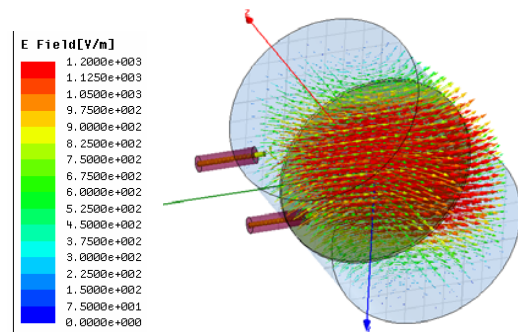 E Field[V/m]
1.2000e+003
1.1250e+003
1.0500e+003
9.7500e+002
9.0000e+002
8.2500e+002
7.5000e+002
6.7500e+002
6.0000e+002
5.2500e+002
4.5000e+002
3.7500e+002
3.0000e+002
2.2500e+002
1.5000e+002
7.5000e+001
0.0000e+000